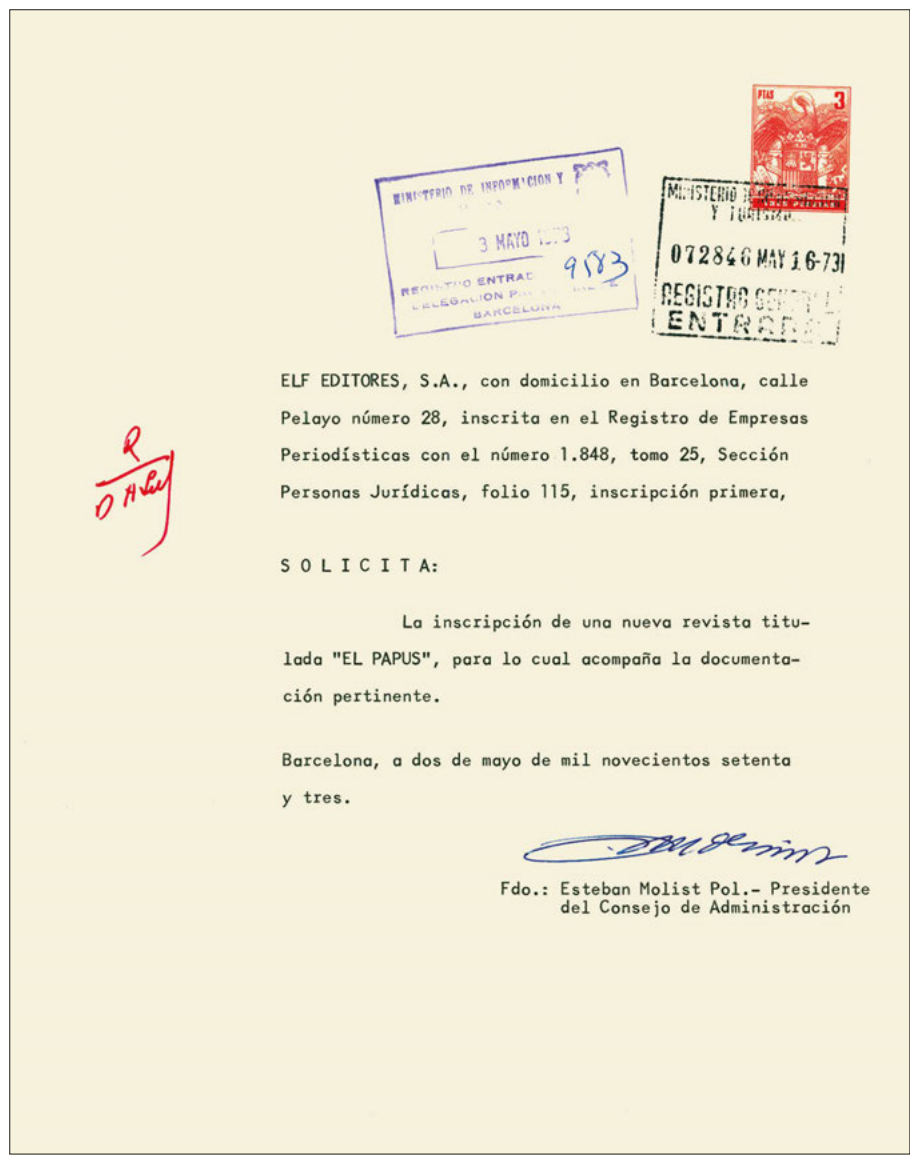 PTAS 3
MINISTERIO DE INFORMACION Y
3 MAYO 1973
9583
REGISTRO ENTRADA
DELEGACION
BARCELONA
MINISTERIO
Y TURISMO
072846 MAY 16-73
REGISTRO GENERAL
ENTRADA
ELF EDITORES, S.A., con domicilio en Barcelona, calle
Pelayo número 28, inscrita en el Registro de Empresas
Periodísticas con el número 1.848, tomo 25, Sección
Personas Jurídicas, folio 115, inscripción primera,
R
S O L I C I T A:
La inscripción de una nueva revista titu-
lada "EL PAPUS", para lo cual acompaña la documenta-
ción pertinente.
Barcelona, a dos de mayo de mil novecientos setenta
y tres.
Fdo.: Esteban Molist Pol.- Presidente
del Consejo de Administración